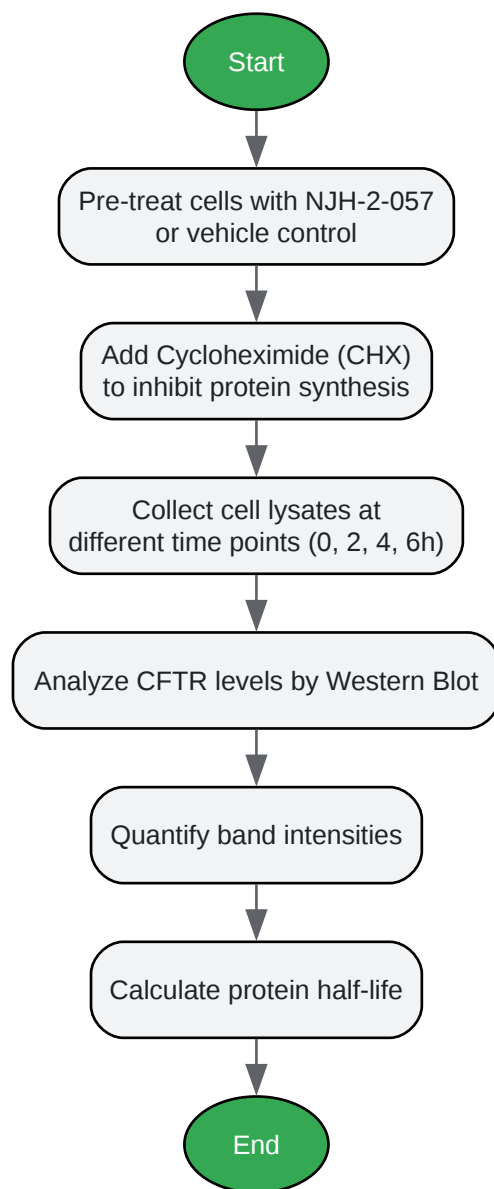 Start
Pre-treat cells with NJH-2-057
or vehicle control
Add Cycloheximide (CHX)
to inhibit protein synthesis
Collect cell lysates at
different time points (0, 2, 4, 6h)
Analyze CFTR levels by Western Blot
Quantify band intensities
Calculate protein half-life
End